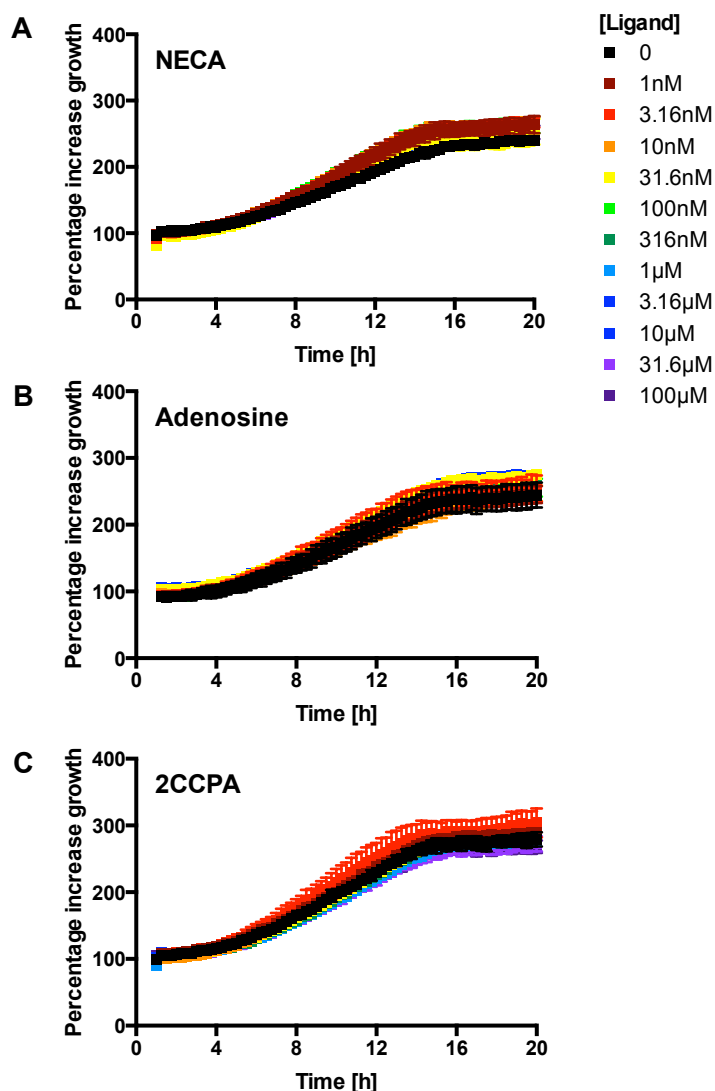 A
NECA
Percentage increase growth
400
300
200
100
0
0 4 8 12 16 20
Time [h]
[Ligand]
0
1nM
3.16nM
10nM
31.6nM
100nM
316nM
1µM
3.16µM
10µM
31.6µM
100µM
B
Adenosine
Percentage increase growth
400
300
200
100
0
0 4 8 12 16 20
Time [h]
C
2CCPA
Percentage increase growth
400
300
200
100
0
0 4 8 12 16 20
Time [h]